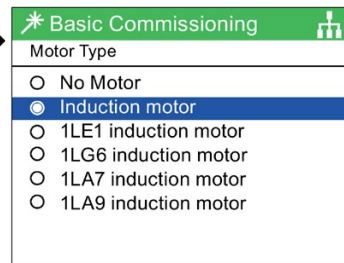 Basic Commissioning
Motor Type
No Motor
Induction motor
1LE1 induction motor
1LG6 induction motor
1LA7 induction motor
1LA9 induction motor